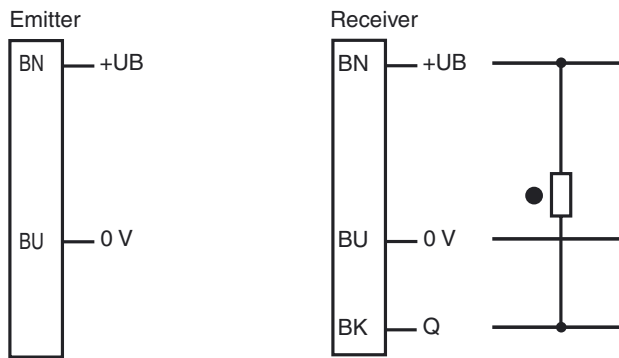 Emitter
BN +UB
BU 0 V
Receiver
BN +UB
BU 0 V
BK Q